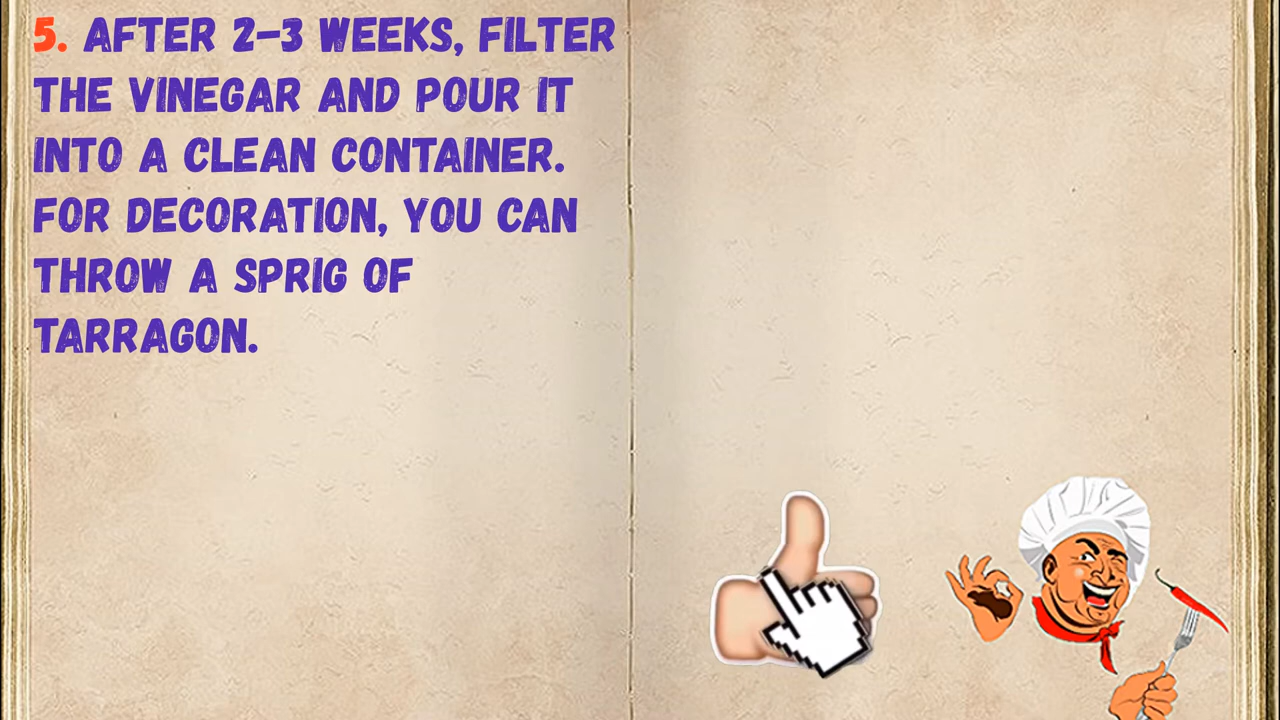 5. AFTER 2-3 WEEKS, FILTER
THE VINEGAR AND POUR IT
INTO A CLEAN CONTAINER.
FOR DECORATION, YOU CAN
THROW A SPRIG OF
TARRAGON.